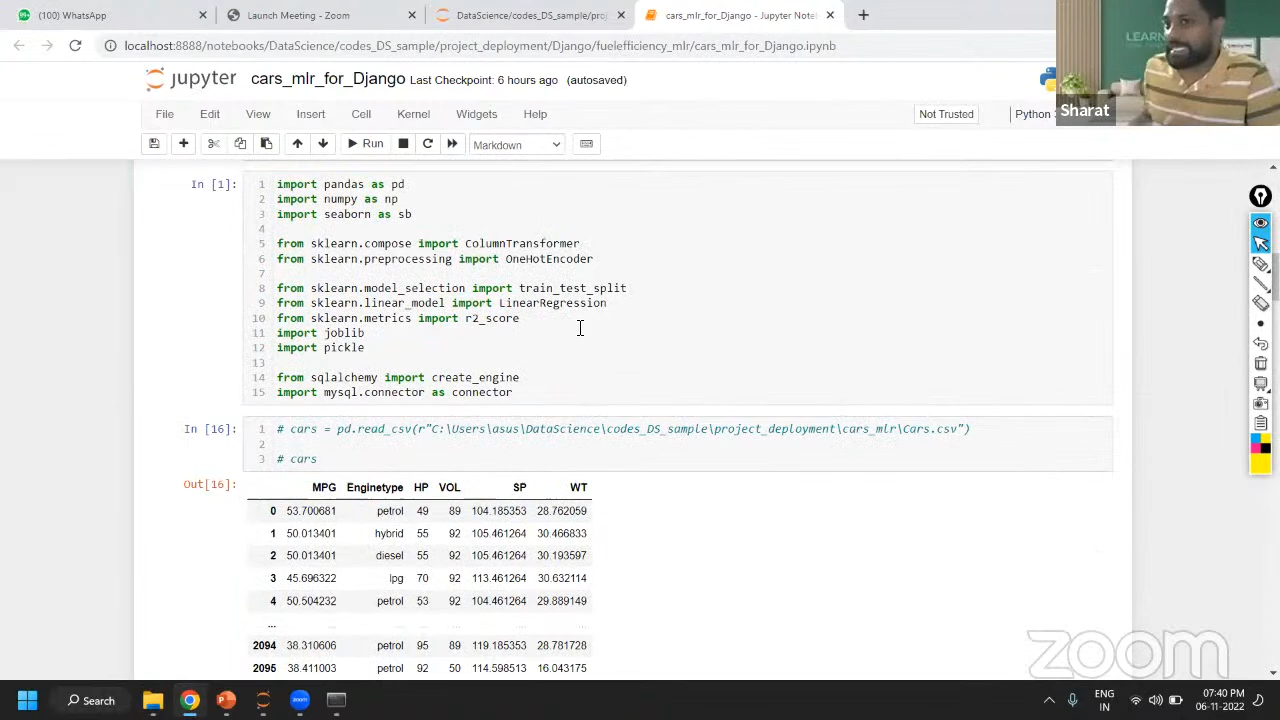 (100) WhatsApp
Launch Meeting - Zoom
DataScience/codes_DS_sample/proj
cars_mlr_for_Django - Jupyter Note
localhost:8888/notebooks/DataScience/codes_DS_sample/project_deployment/Django/fuelefficiency_mlr/cars_mlr_for_Django.ipynb
LEARN
Sharat
jupyter cars_mlr_for_Django Last Checkpoint: 6 hours ago (autosaved)
File Edit View Insert Cell Kernel Widgets Help Not Trusted Python
Run Markdown
In [1]:
1 import pandas as pd
2 import numpy as np
3 import seaborn as sb
4
5 from sklearn.compose import ColumnTransformer
6 from sklearn.preprocessing import OneHotEncoder
7
8 from sklearn.model_selection import train_test_split
9 from sklearn.linear_model import LinearRegression
10 from sklearn.metrics import r2_score
11 import joblib
12 import pickle
13
14 from sqlalchemy import create_engine
15 import mysql.connector as connector
In [16]:
1 # cars = pd.read_csv(r"C:\Users\asus\DataScience\codes_DS_sample\project_deployment\cars_mlr\Cars.csv")
2
3 # cars
Out[16]:
MPG Enginetype HP VOL SP WT
0 53.700681 petrol 49 89 104.185353 28.762059
1 50.013401 hybrid 55 92 105.461264 30.466833
2 50.013401 diesel 55 92 105.461264 30.193597
3 45.696322 lpg 70 92 113.461264 30.632114
4 50.504232 petrol 53 92 104.461264 29.889149
... ... ... ... ... ... ...
2094 38.310606 petrol 95 89 119.185353 28.781728
2095 38.411003 petrol 92 50 114.598513 16.043175
zoom
Search
ENG
IN
07:40 PM
06-11-2022